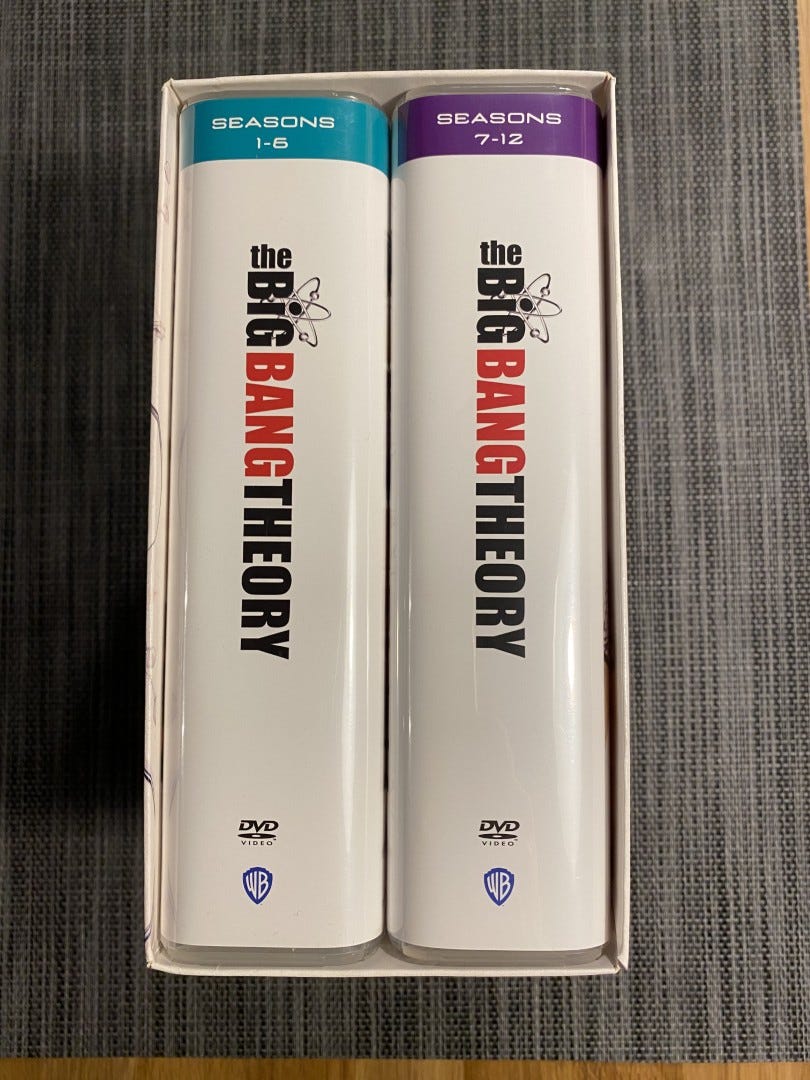 SEASONS
1-6
the BIG BANG THEORY
DVD
VIDEO
WB
SEASONS
7-12
the BIG BANG THEORY
DVD
VIDEO
WB